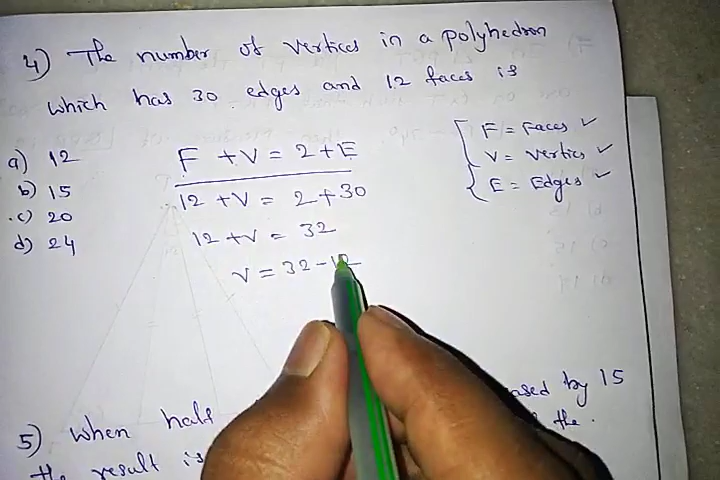 4) The number of vertices in a polyhedron
which has 30 edges and 12 faces is
a) 12
b) 15
c) 20
d) 24
F + V = 2 + E
12 + V = 2 + 30
12 + V = 32
V = 32 - 12
F = Faces ✓
V = Vertics ✓
E = Edges ✓
5) When half ased by 15
the result is the.